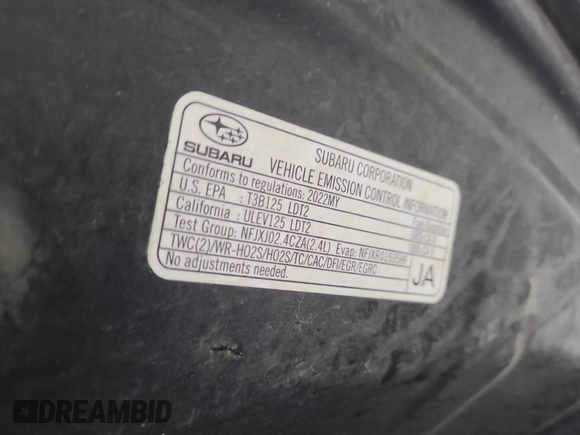 SUBARU
SUBARU CORPORATION
VEHICLE EMISSION CONTROL INFORMATION
Conforms to regulations: 2022MY
U.S. EPA : T3B125 LDT2
California : ULEV125 LDT2
Test Group: NFJXJ02.4CZA(2.4L) Evap:
TWC(2)/WR-HO2S/HO2S/TC/CAC/DFI/EGR/EGRC
No adjustments needed.
JA
DREAMBID